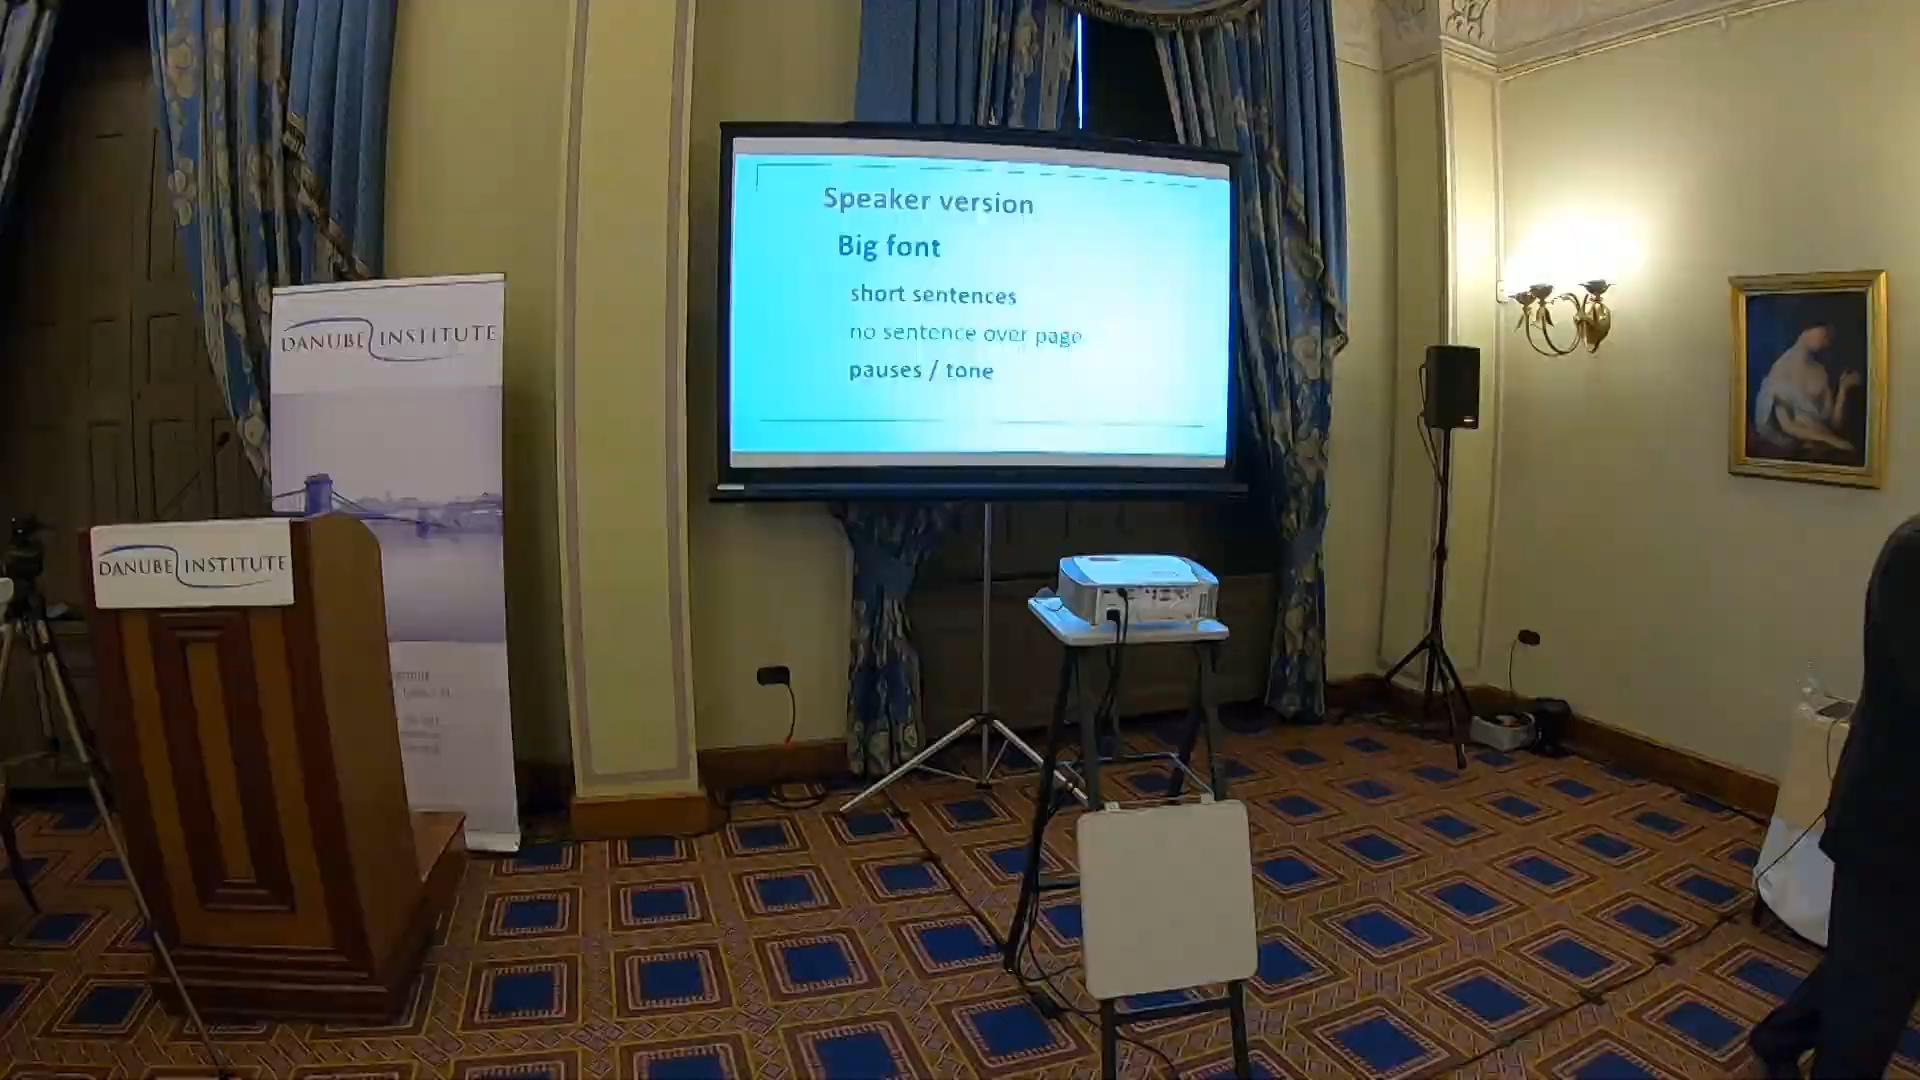 Speaker version
Big font
short sentences
no sentence over page
pauses / tone
DANUBE INSTITUTE
DANUBE INSTITUTE